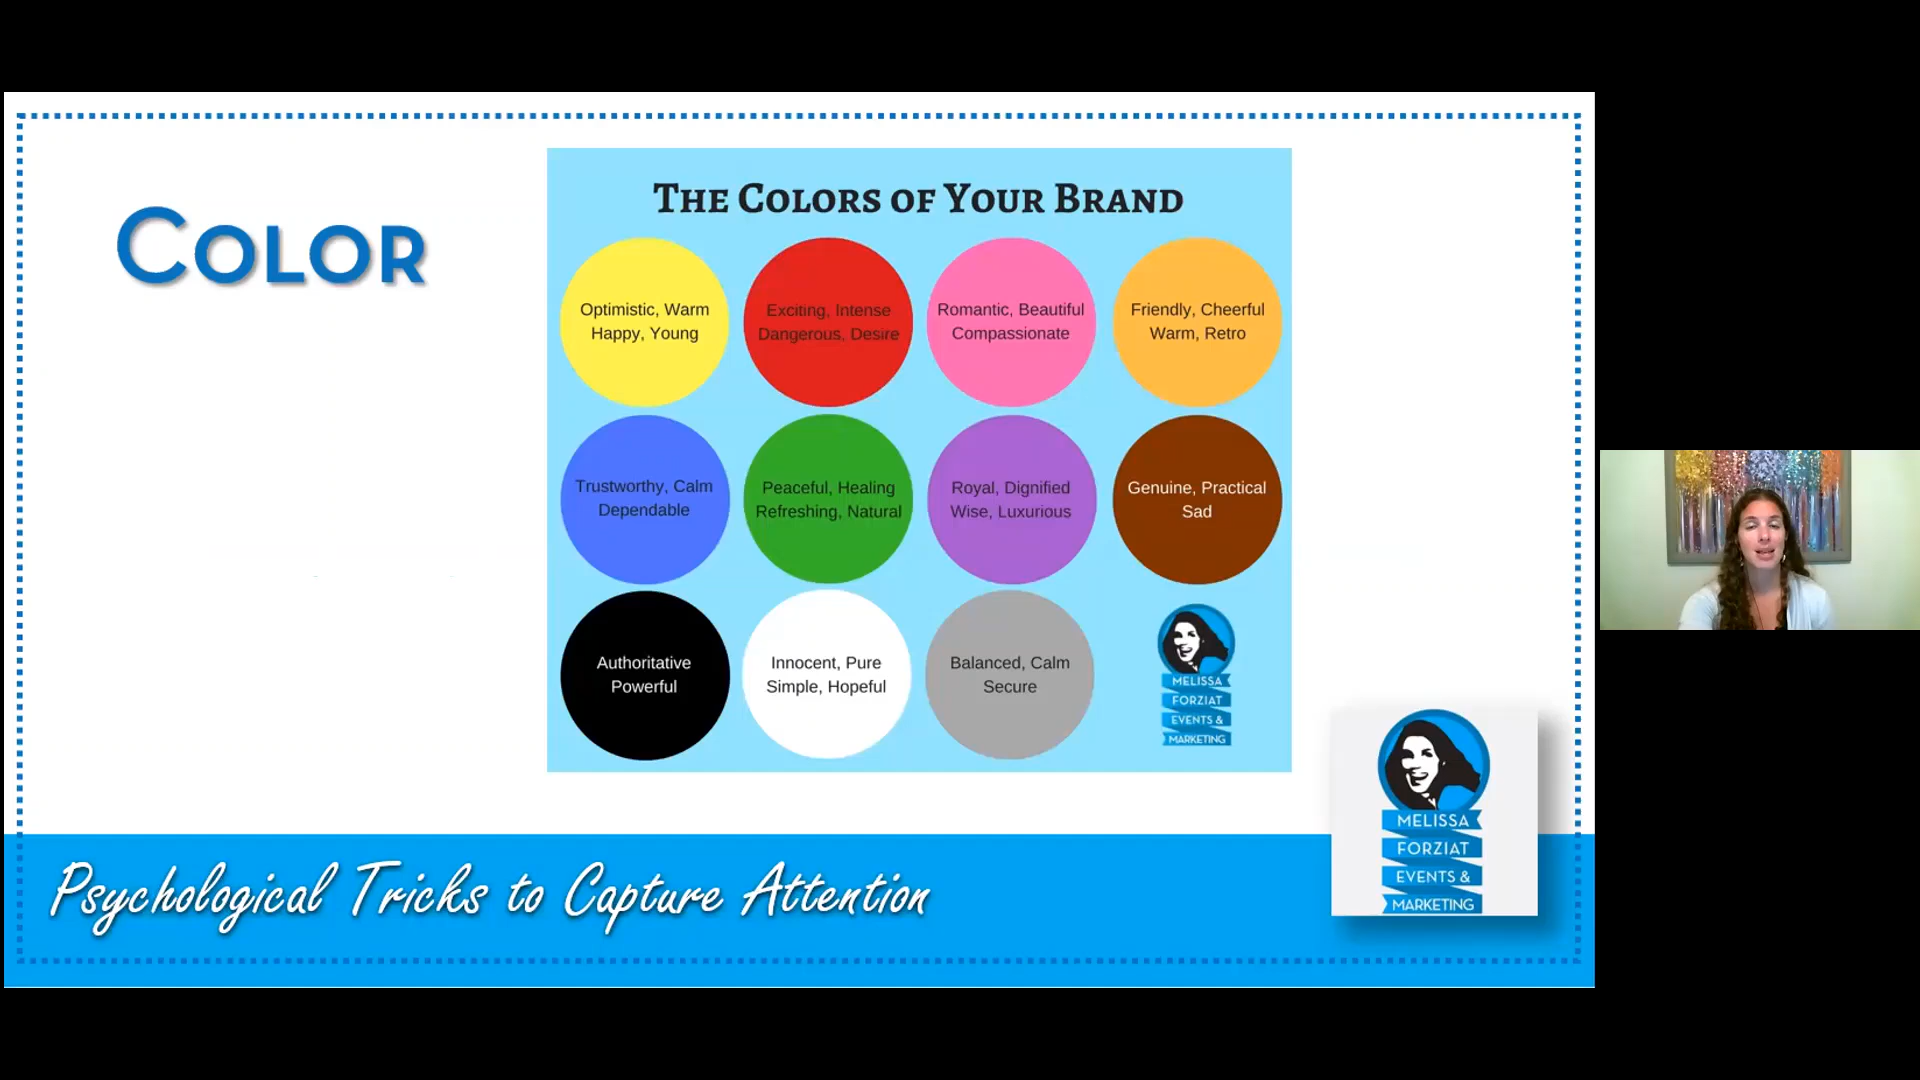 Color
The Colors of Your Brand
Optimistic, Warm
Happy, Young
Exciting, Intense
Dangerous, Desire
Romantic, Beautiful
Compassionate
Friendly, Cheerful
Warm, Retro
Trustworthy, Calm
Dependable
Peaceful, Healing
Refreshing, Natural
Royal, Dignified
Wise, Luxurious
Genuine, Practical
Sad
Authoritative
Powerful
Innocent, Pure
Simple, Hopeful
Balanced, Calm
Secure
MELISSA
FORZIAT
EVENTS &
MARKETING
MELISSA
FORZIAT
EVENTS &
MARKETING
Psychological Tricks to Capture Attention